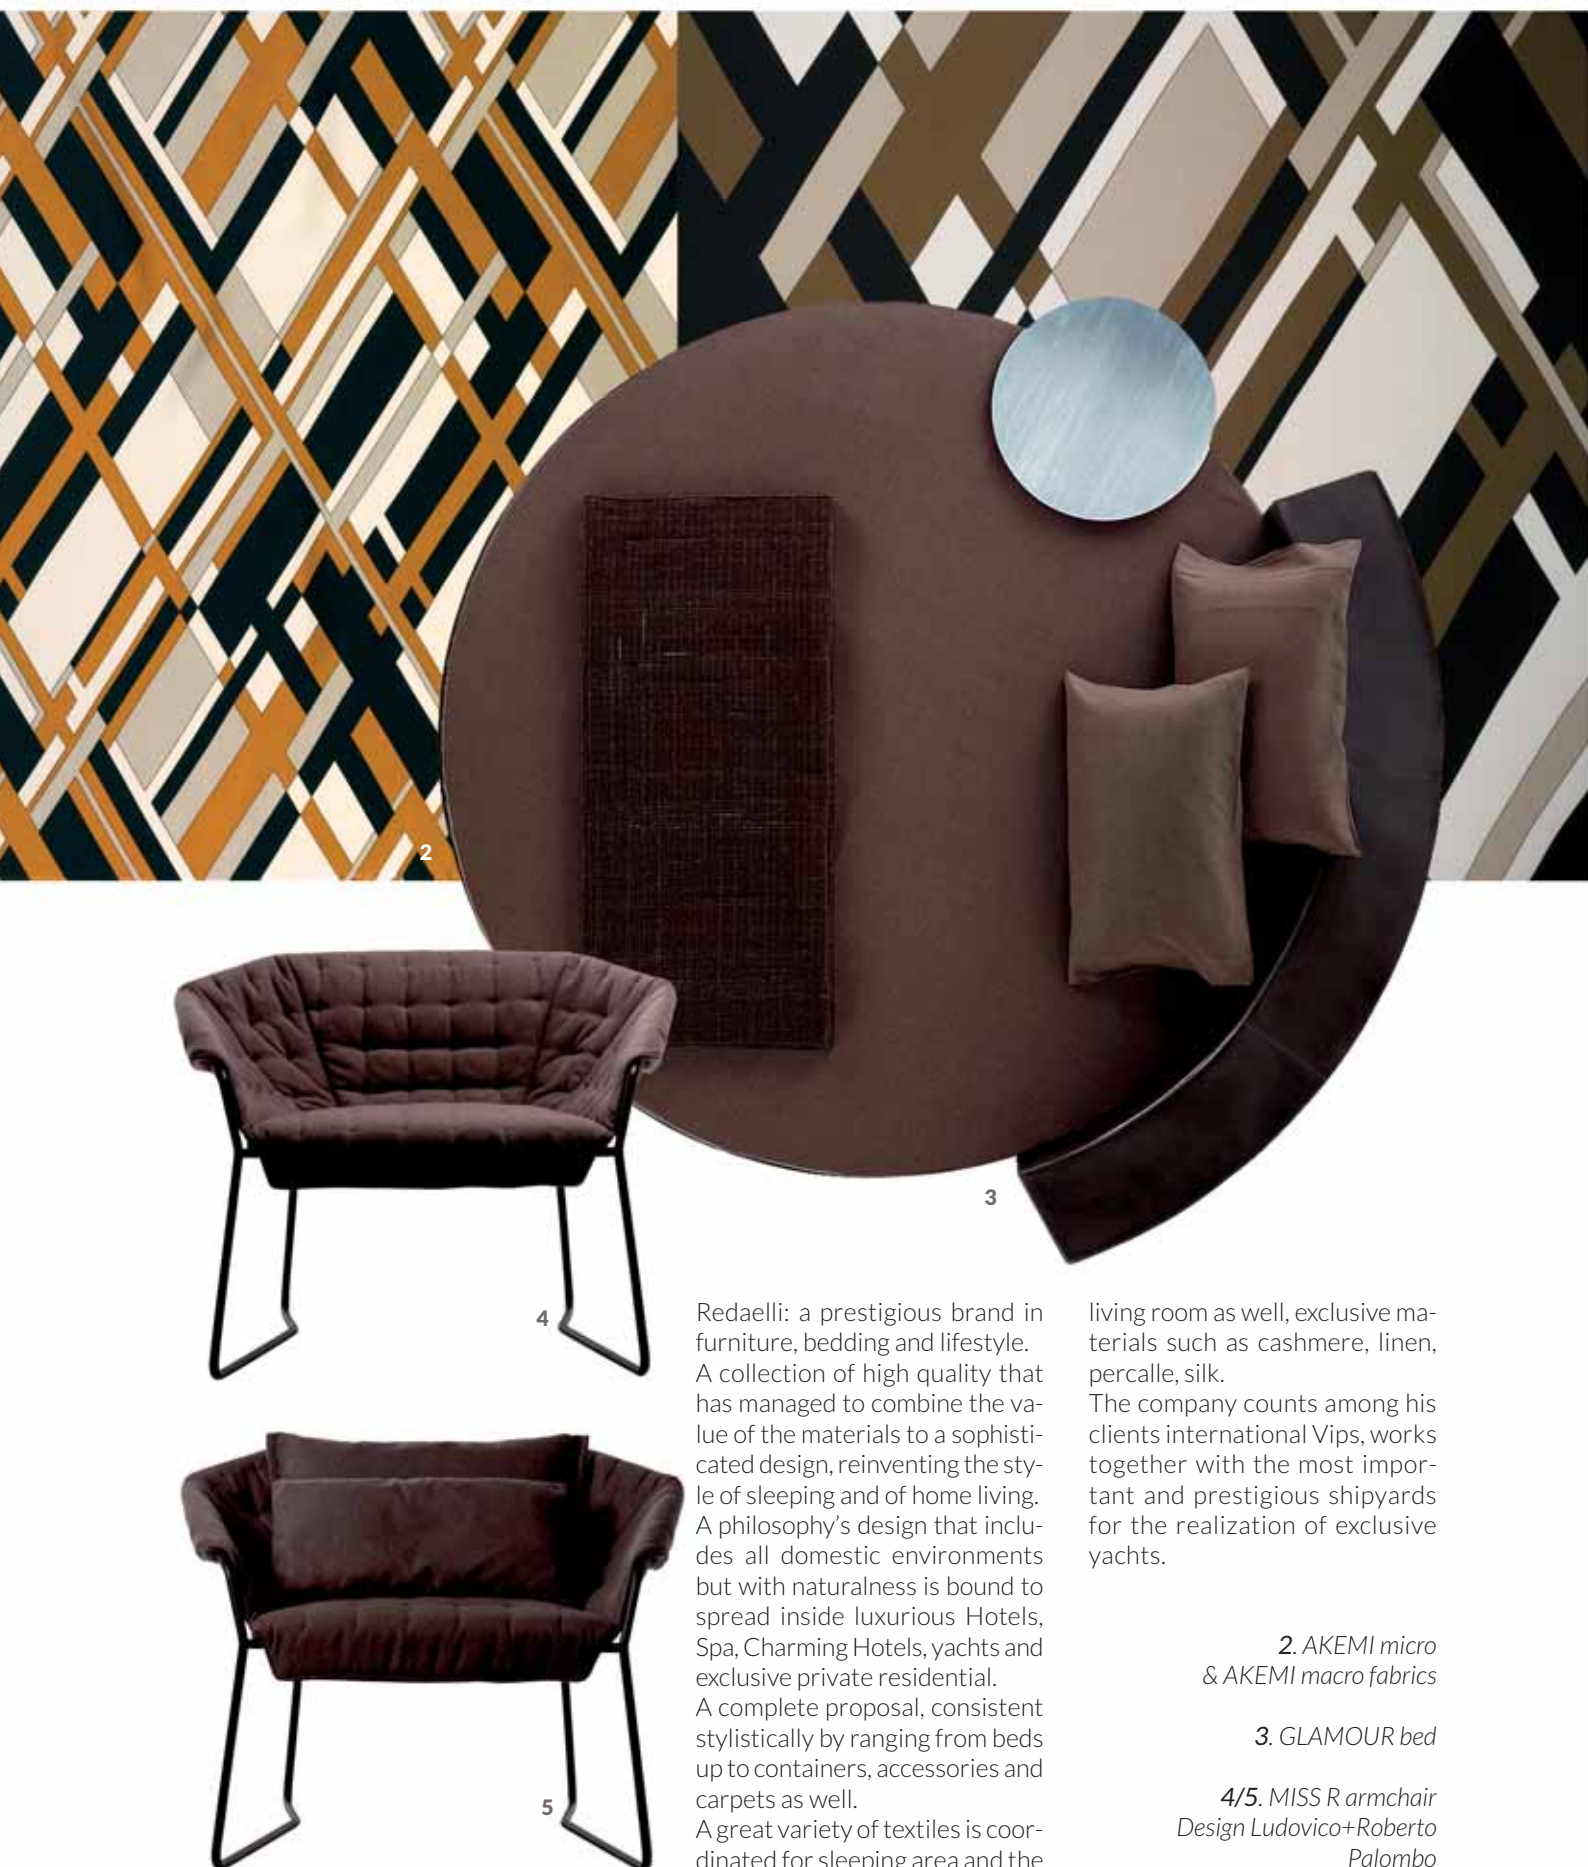 2
3
4
5
Redaelli: a prestigious brand in
furniture, bedding and lifestyle.
A collection of high quality that
has managed to combine the va-
lue of the materials to a sophisti-
cated design, reinventing the sty-
le of sleeping and of home living.
A philosophy's design that inclu-
des all domestic environments
but with naturalness is bound to
spread inside luxurious Hotels,
Spa, Charming Hotels, yachts and
exclusive private residential.
A complete proposal, consistent
stylistically by ranging from beds
up to containers, accessories and
carpets as well.
A great variety of textiles is coor-
dinated for sleeping area and the
living room as well, exclusive ma-
terials such as cashmere, linen,
percalle, silk.
The company counts among his
clients international Vips, works
together with the most impor-
tant and prestigious shipyards
for the realization of exclusive
yachts.
2. AKEMI micro
& AKEMI macro fabrics
3. GLAMOUR bed
4/5. MISS R armchair
Design Ludovico+Roberto
Palombo